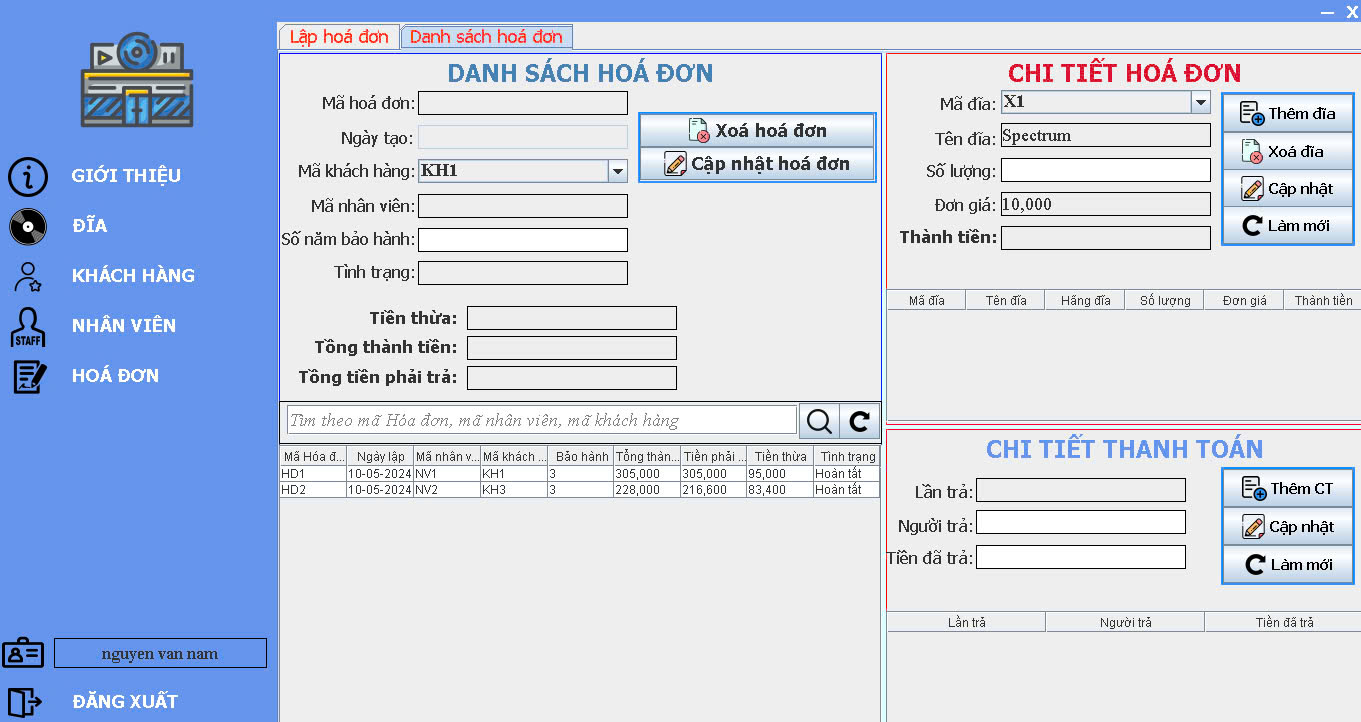 — X
Lập hoá đơn
Danh sách hoá đơn
GIỚI THIỆU
ĐĨA
KHÁCH HÀNG
STAFF
NHÂN VIÊN
HOÁ ĐƠN
nguyen van nam
ĐĂNG XUẤT
DANH SÁCH HOÁ ĐƠN
Mã hoá đơn:
Ngày tạo:
Mã khách hàng: KH1
Mã nhân viên:
Số năm bảo hành:
Tình trạng:
Xoá hoá đơn
Cập nhật hoá đơn
Tiền thừa:
Tổng thành tiền:
Tổng tiền phải trả:
Tìm theo mã Hóa đơn, mã nhân viên, mã khách hàng
Mã Hóa đ... Ngày lập Mã nhân v... Mã khách ... Bảo hành Tổng thàn... Tiền phải ... Tiền thừa Tình trạng
HD1 10-05-2024 NV1 KH1 3 305,000 305,000 95,000 Hoàn tất
HD2 10-05-2024 NV2 KH3 3 228,000 216,600 83,400 Hoàn tất
CHI TIẾT HOÁ ĐƠN
Mã đĩa: X1
Tên đĩa: Spectrum
Số lượng:
Đơn giá: 10,000
Thành tiền:
Thêm đĩa
Xoá đĩa
Cập nhật
Làm mới
Mã đĩa Tên đĩa Hãng đĩa Số lượng Đơn giá Thành tiền
CHI TIẾT THANH TOÁN
Lần trả:
Người trả:
Tiền đã trả:
Thêm CT
Cập nhật
Làm mới
Lần trả Người trả Tiền đã trả